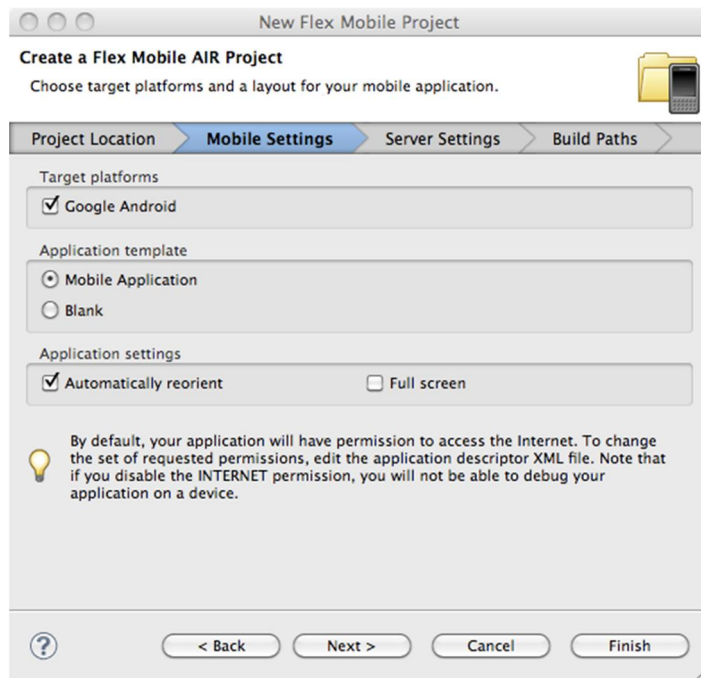 New Flex Mobile Project
Create a Flex Mobile AIR Project
Choose target platforms and a layout for your mobile application.
Project Location Mobile Settings Server Settings Build Paths
Target platforms
Google Android
Application template
Mobile Application
Blank
Application settings
Automatically reorient Full screen
By default, your application will have permission to access the Internet. To change
the set of requested permissions, edit the application descriptor XML file. Note that
if you disable the INTERNET permission, you will not be able to debug your
application on a device.
? < Back Next > Cancel Finish